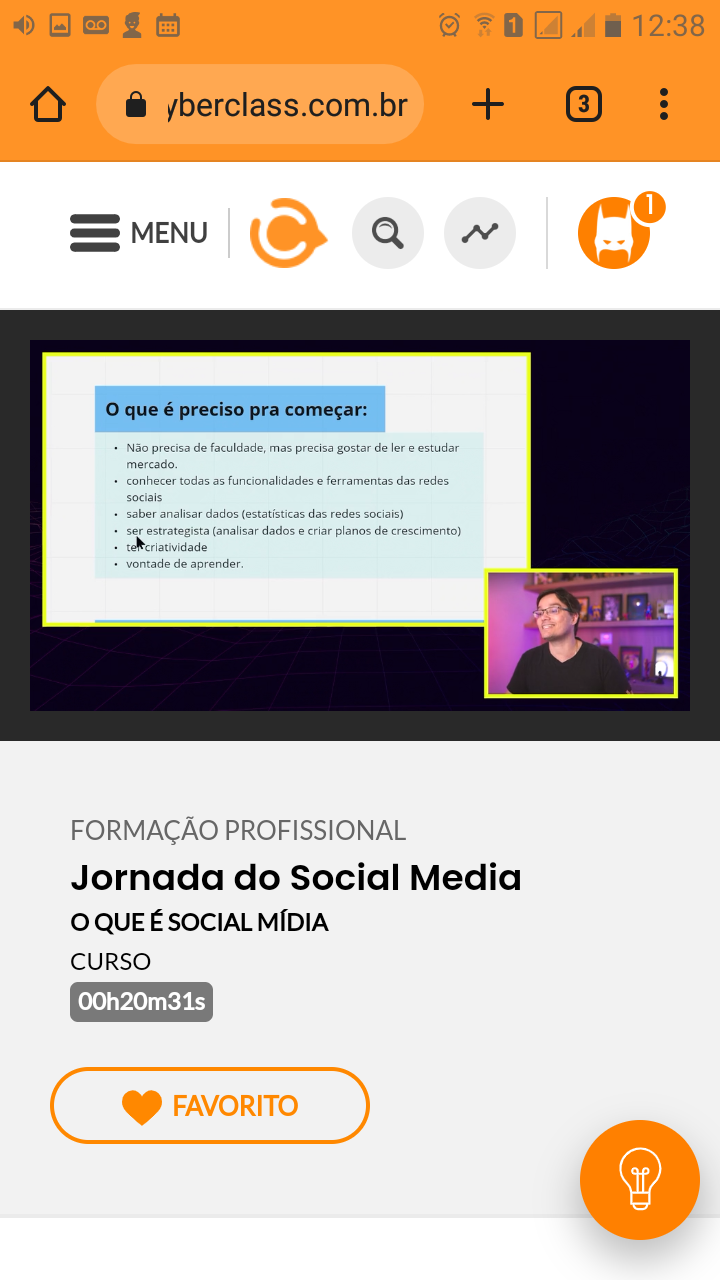 12:38
yberclass.com.br
3
MENU
1
O que é preciso pra começar:
• Não precisa de faculdade, mas precisa gostar de ler e estudar
mercado.
• conhecer todas as funcionalidades e ferramentas das redes
sociais
• saber analisar dados (estatísticas das redes sociais)
• ser estrategista (analisar dados e criar planos de crescimento)
• ter criatividade
• vontade de aprender.
FORMAÇÃO PROFISSIONAL
Jornada do Social Media
O QUE É SOCIAL MÍDIA
CURSO
00h20m31s
FAVORITO